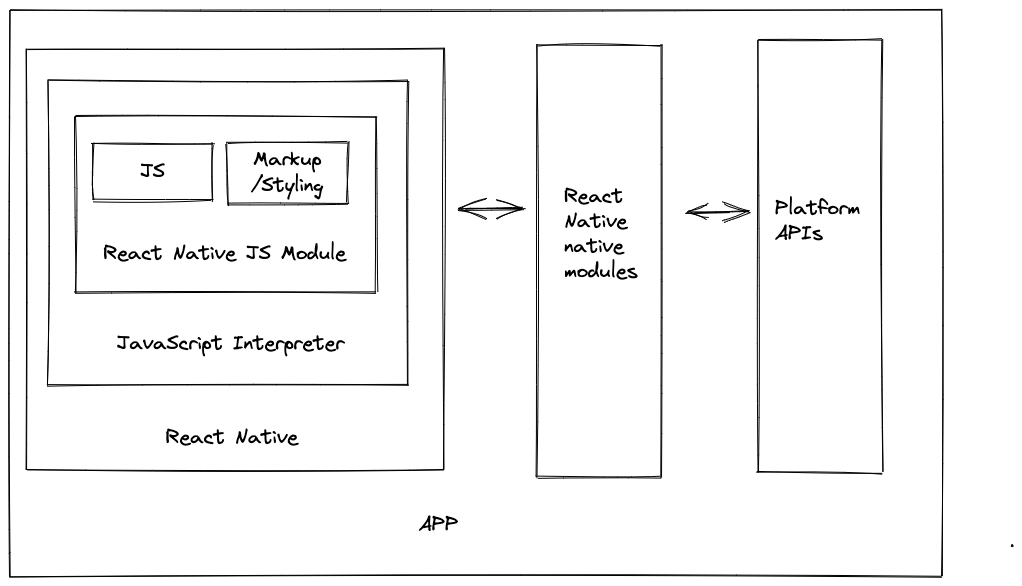 JS
Markup
/Styling
React Native JS Module
JavaScript Interpreter
React Native
React
Native
native
modules
Platform
APIs
APP